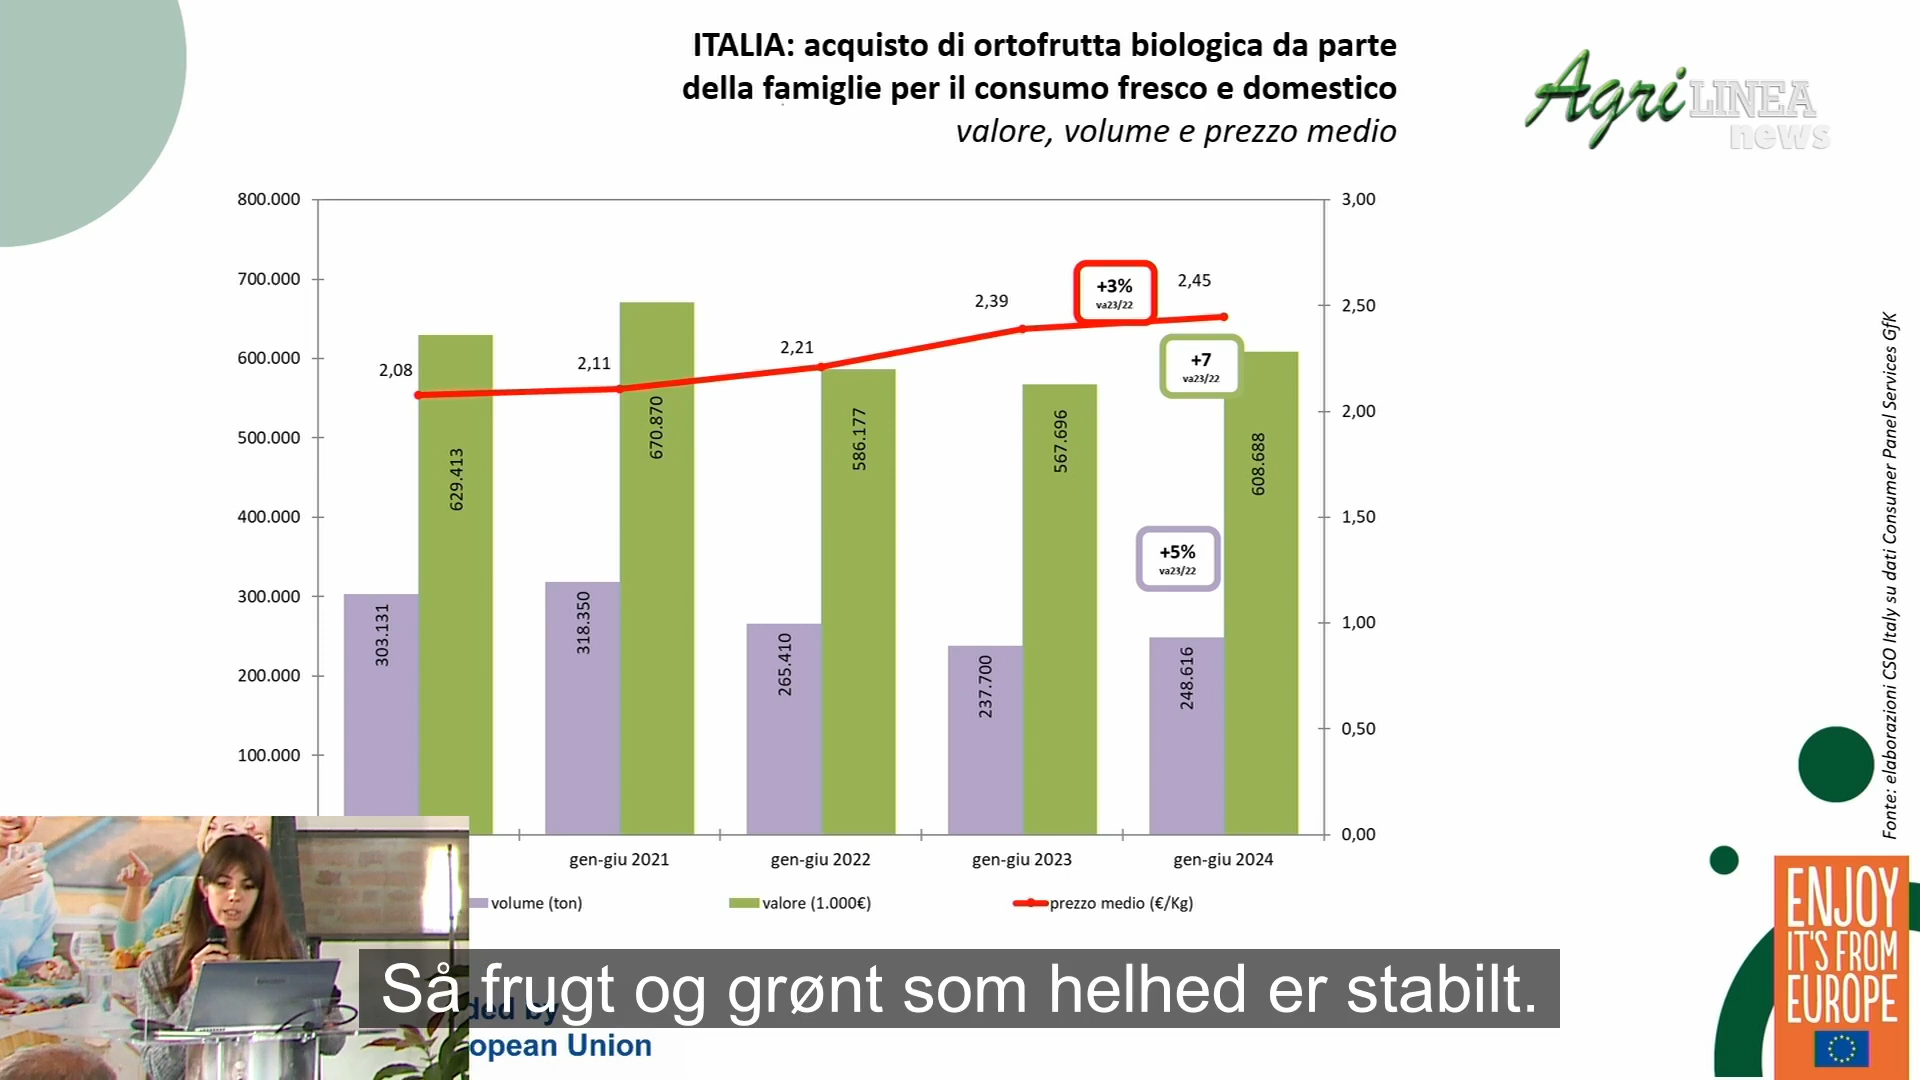 ITALIA: acquisto di ortofrutta biologica da parte
della famiglie per il consumo fresco e domestico
valore, volume e prezzo medio
Agri LINEA
news
800.000
700.000
600.000
500.000
400.000
300.000
200.000
100.000
3,00
2,50
2,00
1,50
1,00
0,50
0,00
2,08
2,11
2,21
2,39
2,45
+3%
va23/22
+7
va23/22
+5%
va23/22
303.131
629.413
318.350
670.870
265.410
586.177
237.700
567.696
248.616
608.688
gen-giu 2021
gen-giu 2022
gen-giu 2023
gen-giu 2024
volume (ton)
valore (1.000€)
prezzo medio (€/Kg)
Fonte: elaborazioni CSO Italy su dati Consumer Panel Services GfK
Så frugt og grønt som helhed er stabilt.
ded by
opean Union
ENJOY
IT'S FROM
EUROPE